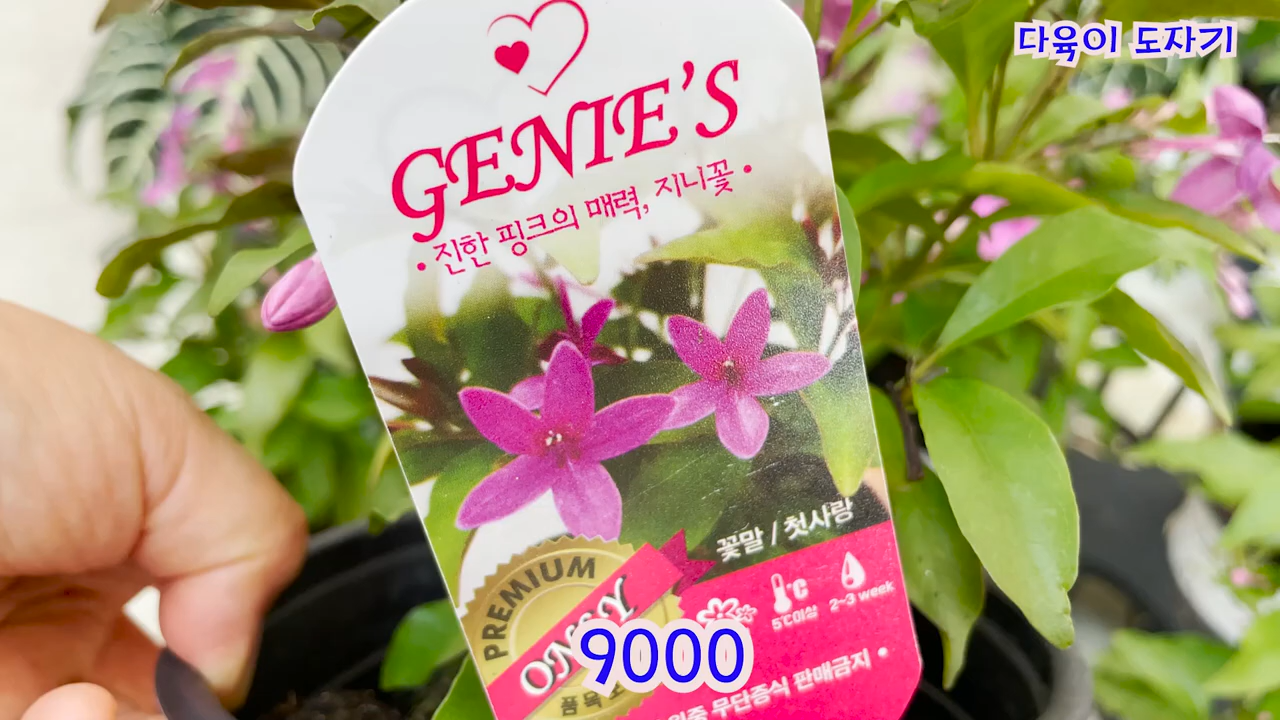 다육이 도자기
GENIE'S
• 진한 핑크의 매력, 지니꽃 •
꽃말 / 첫사랑
PREMIUM
°C
5℃이상
2~3 week
품목
무단증식 판매금지 •
9000